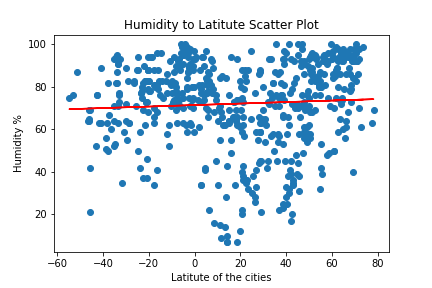 Humidity to Latitute Scatter Plot
Humidity %
100
80
60
40
20
−60 −40 −20 0 20 40 60 80
Latitute of the cities